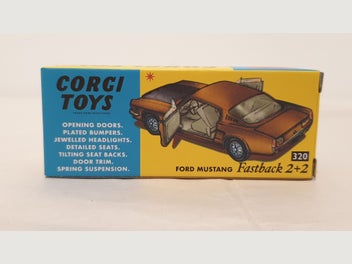 CORGI
TOYS
OPENING DOORS.
PLATED BUMPERS.
JEWELLED HEADLIGHTS.
DETAILED SEATS.
TILTING SEAT BACKS.
DOOR TRIM.
SPRING SUSPENSION.
320
FORD MUSTANG Fastback 2+2